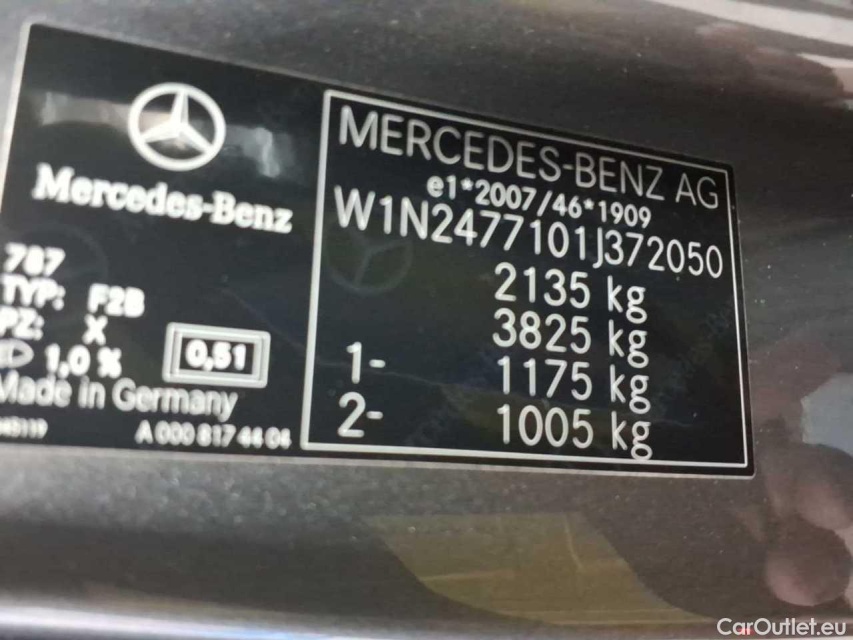 Mercedes-Benz
787
TYP: F2B
PZ: X
1,0 %
0,51
Made in Germany
A 000 817 44 04
MERCEDES-BENZ AG
e1*2007/46*1909
W1N2477101J372050
2135 kg
3825 kg
1- 1175 kg
2- 1005 kg
CarOutlet.eu